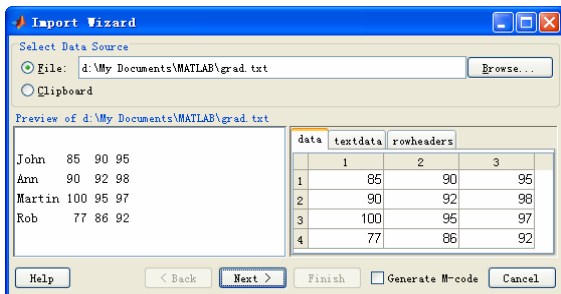 Import Wizard
Select Data Source
File: d:\My Documents\MATLAB\grad.txt Browse...
Clipboard
Preview of d:\My Documents\MATLAB\grad.txt
John 85 90 95
Ann 90 92 98
Martin 100 95 97
Rob 77 86 92
data textdata rowheaders
1 2 3
1 85 90 95
2 90 92 98
3 100 95 97
4 77 86 92
Help < Back Next > Finish Generate M-code Cancel